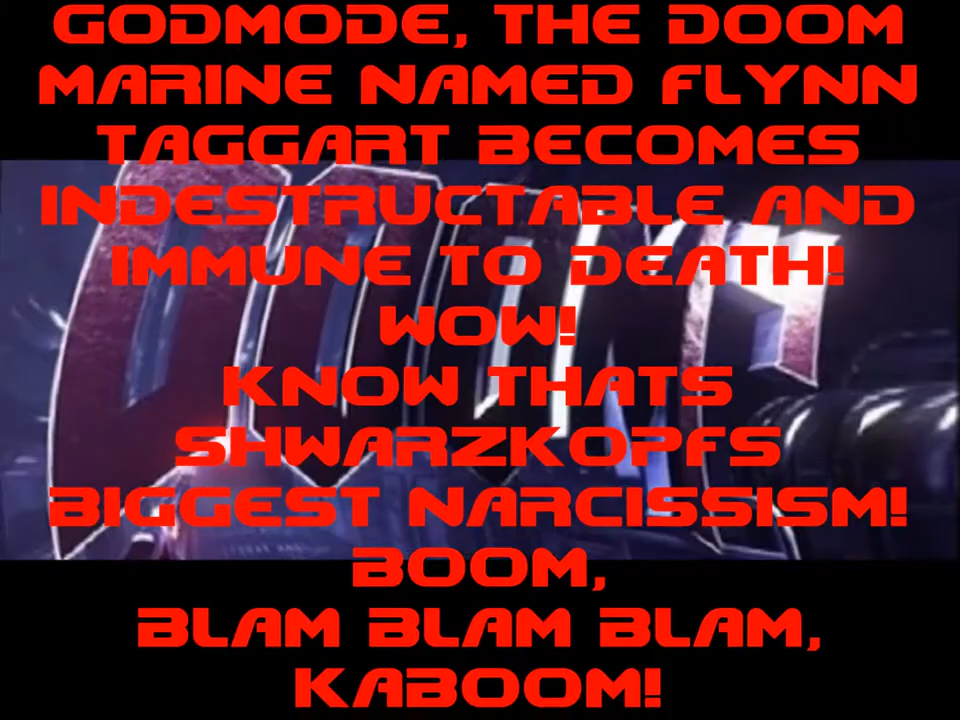 GODMODE, THE DOOM
MARINE NAMED FLYNN
TAGGART BECOMES
INDESTRUCTABLE AND
IMMUNE TO DEATH!
WOW!
KNOW THATS
SHWARZKOPFS
BIGGEST NARCISSISM!
BOOM,
BLAM BLAM BLAM,
KABOOM!
DOOM